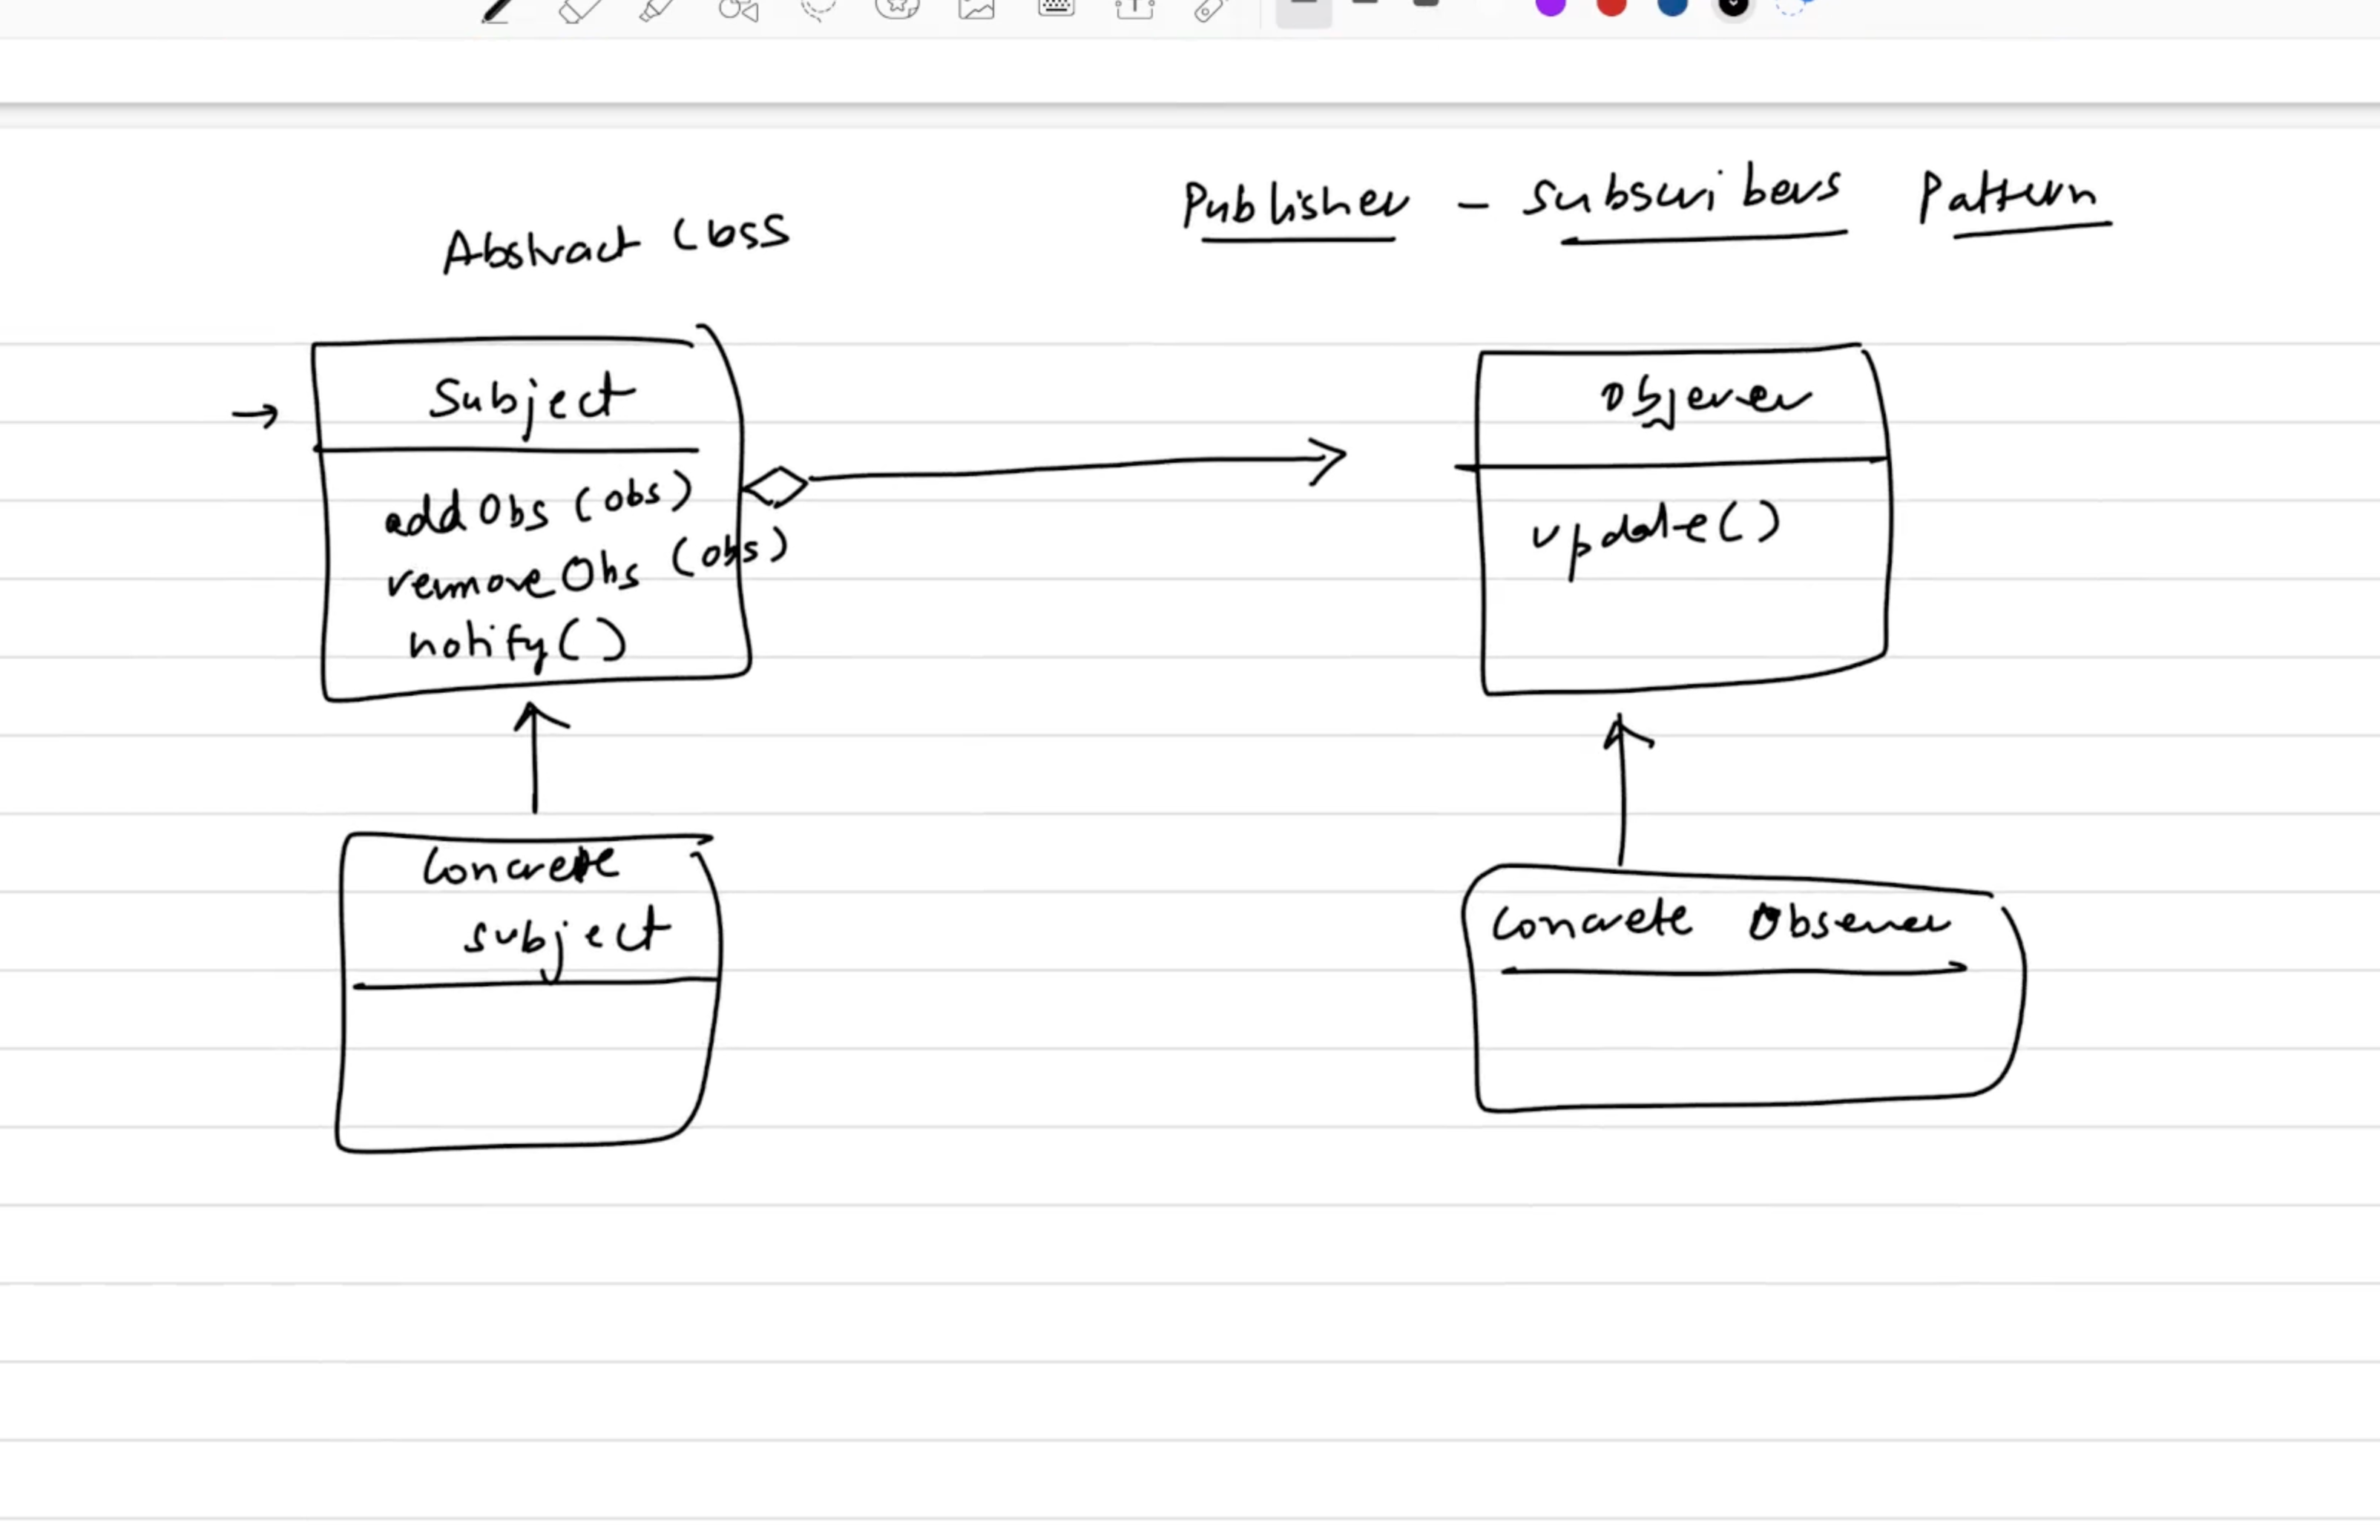 Publisher - Subscribers Pattern
Abstract Class
Subject
addObs (obs)
removeObs (obs)
notify()
Observer
update()
Concrete
subject
Concrete Observer